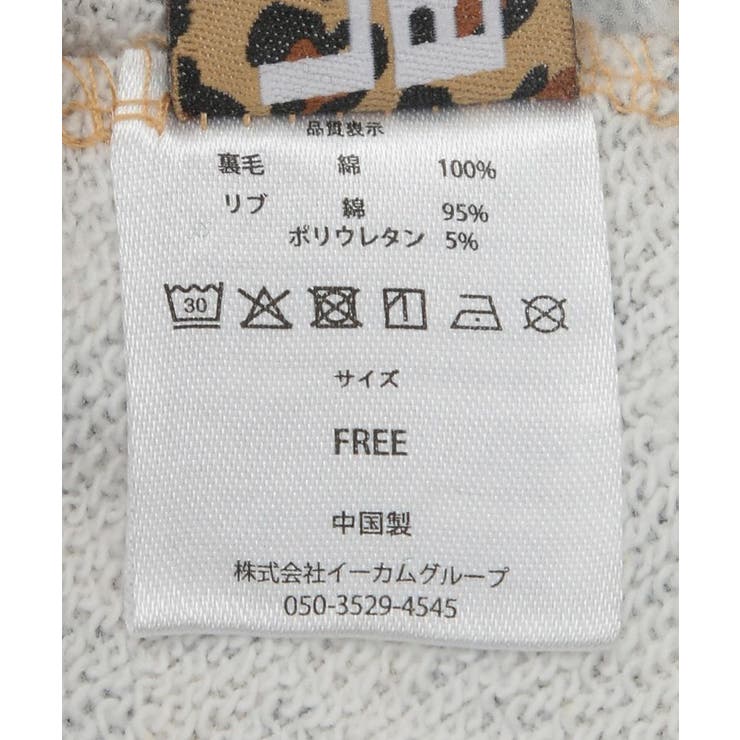 品質表示
裏毛 綿 100%
リブ 綿 95%
ポリウレタン 5%
30
サイズ
FREE
中国製
株式会社イーカムグループ
050-3529-4545